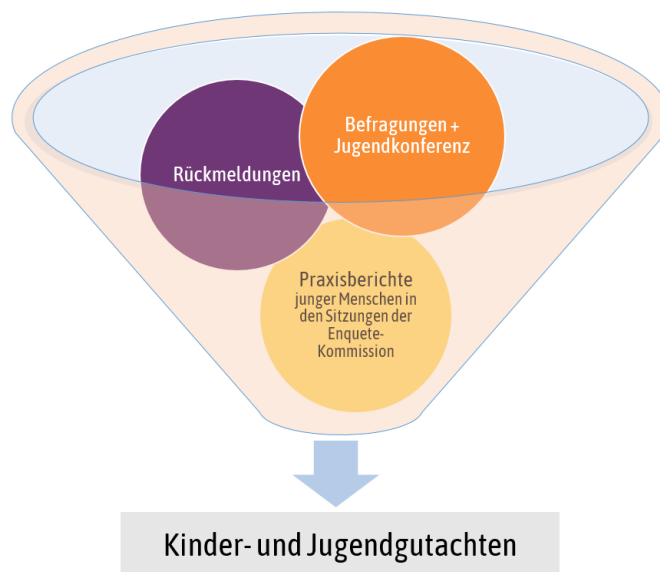 Befragungen +
Jugendkonferenz
Rückmeldungen
Praxisberichte
junger Menschen in
den Sitzungen der
Enquete-
Kommission
Kinder- und Jugendgutachten